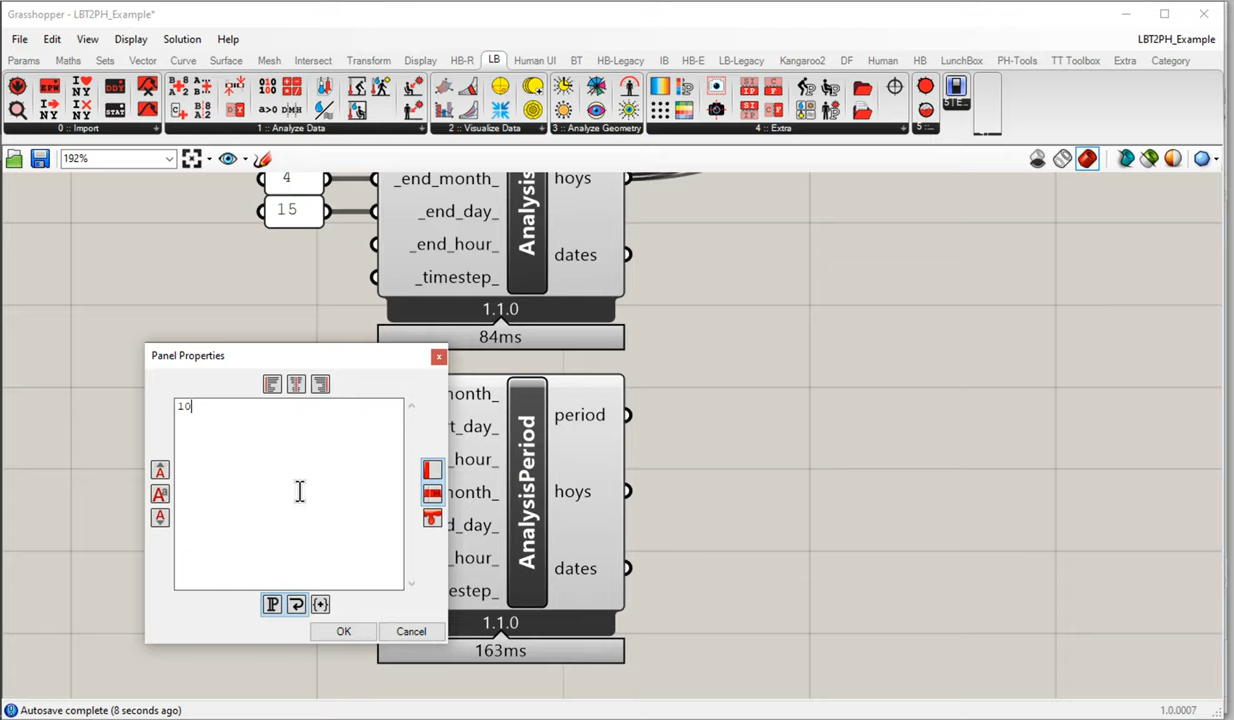 Grasshopper - LBT2PH_Example*
File Edit View Display Solution Help
LBT2PH_Example
Params Maths Sets Vector Curve Surface Mesh Intersect Transform Display HB-R LB Human UI BT HB-Legacy IB HB-E LB-Legacy Kangaroo2 DF Human HB LunchBox PH-Tools TT Toolbox Extra Category
0 :: Import 1 :: Analyze Data 2 :: Visualize Data 3 :: Analyze Geometry 4 :: Extra 5 ::...
192%
4 _end_month_ hoys
15 _end_day_
_end_hour_ dates
_timestep_
Analysis
1.1.0
84ms
Panel Properties
10
OK Cancel
AnalysisPeriod
period
hoys
dates
1.1.0
163ms
Autosave complete (8 seconds ago)
1.0.0007